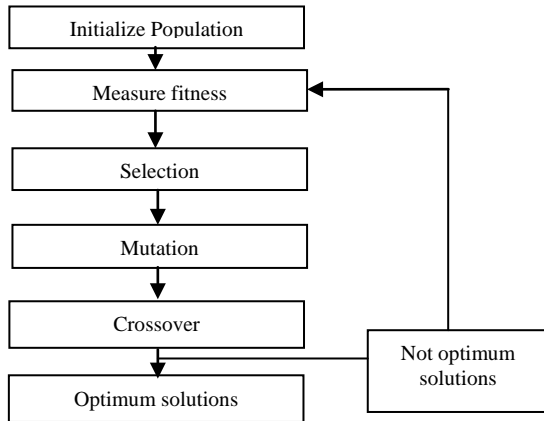 Initialize Population
Measure fitness
Selection
Mutation
Crossover
Not optimum
solutions
Optimum solutions